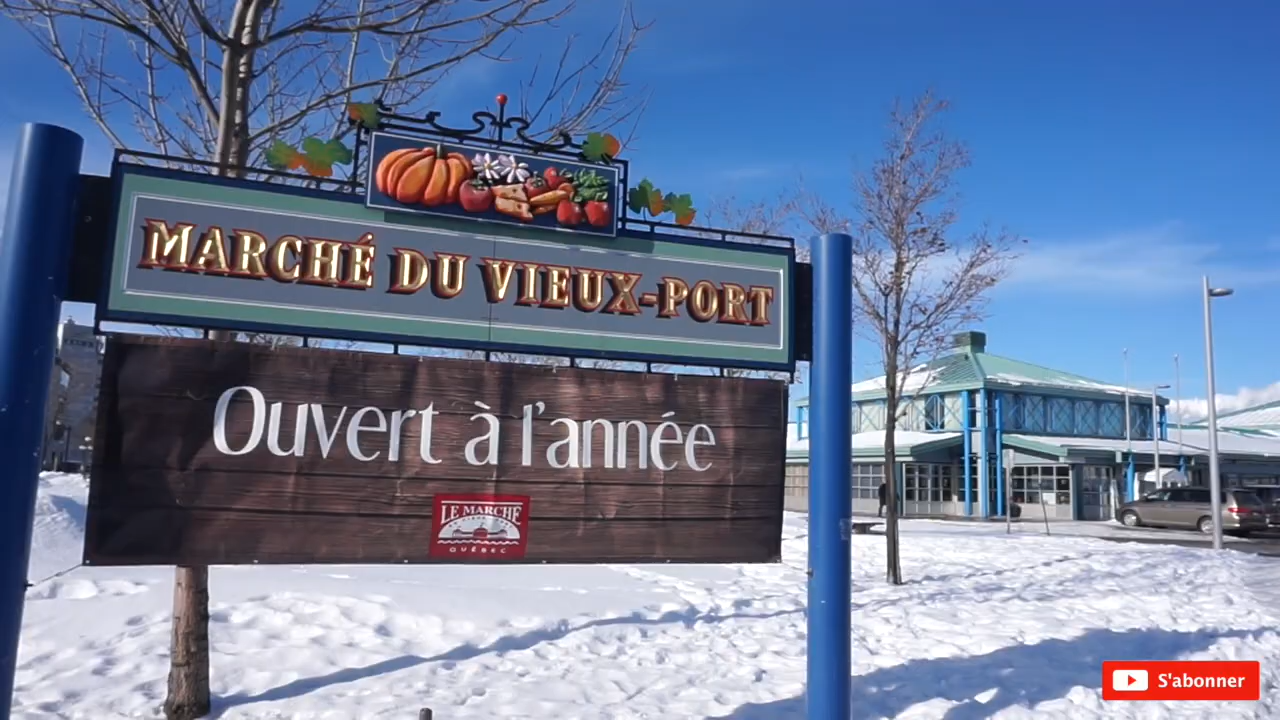 MARCHÉ DU VIEUX-PORT
Ouvert à l'année
LE MARCHÉ
QUÉBEC
S'abonner